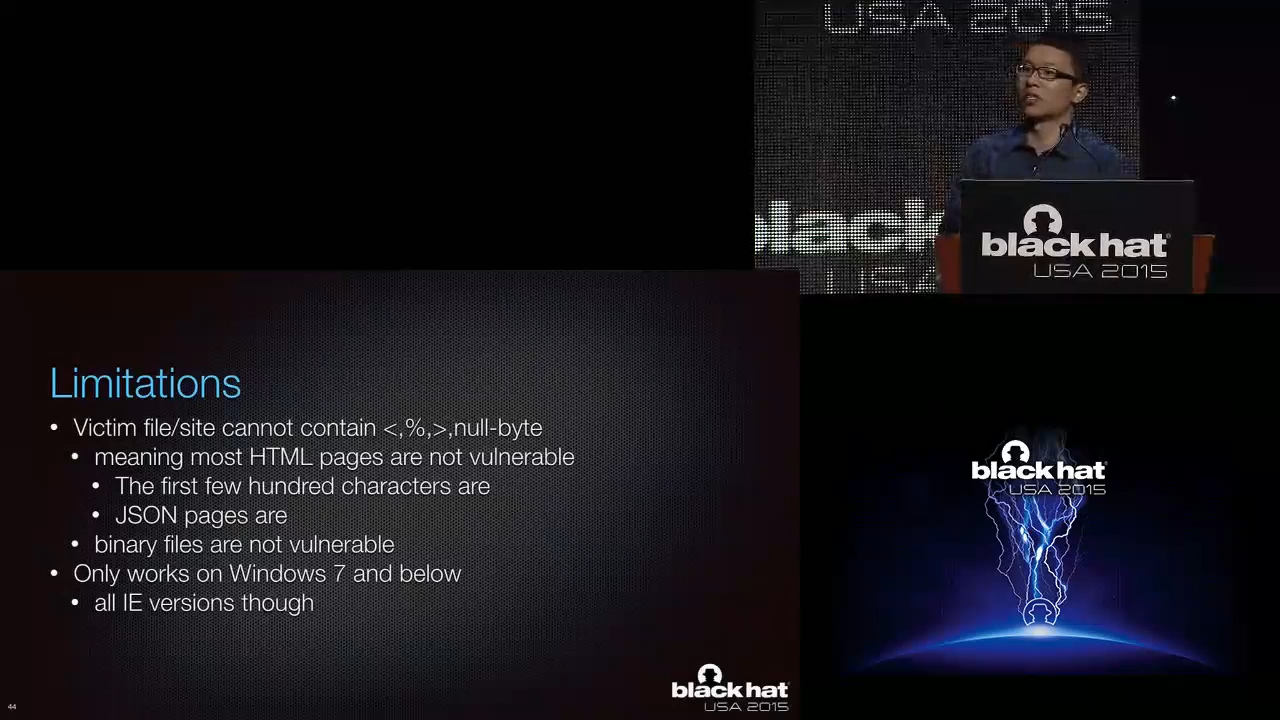 USA 2015
black
USA
black hat
USA 2015
Limitations
• Victim file/site cannot contain <,%,>,null-byte
• meaning most HTML pages are not vulnerable
• The first few hundred characters are
• JSON pages are
• binary files are not vulnerable
• Only works on Windows 7 and below
• all IE versions though
black hat
USA 2015
44
black hat
USA 2015